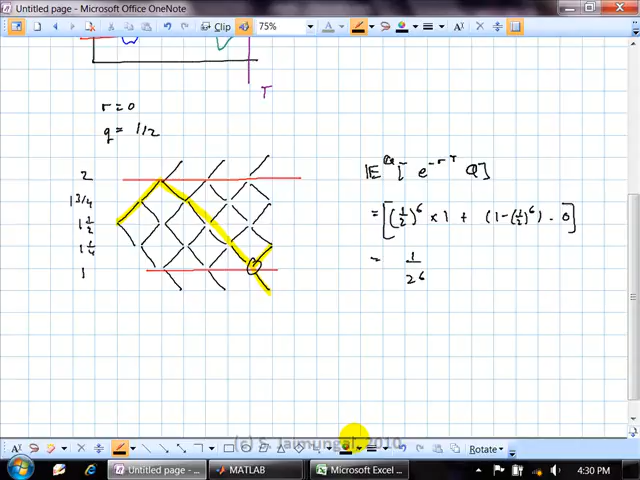 Untitled page - Microsoft Office OneNote
Clip 75%
T
r = 0
q = 1/2
2
1 3/4
1 1/2
1 1/4
1
𝔼^Q [ e^{-rT} Q ]
= [ (1/2)^6 × 1 + (1-(1/2)^6) · 0 ]
= 1/2^6
(c) S. Jaimungal, 2010
Rotate
Start
Untitled page - ...
MATLAB
Microsoft Excel ...
4:30 PM